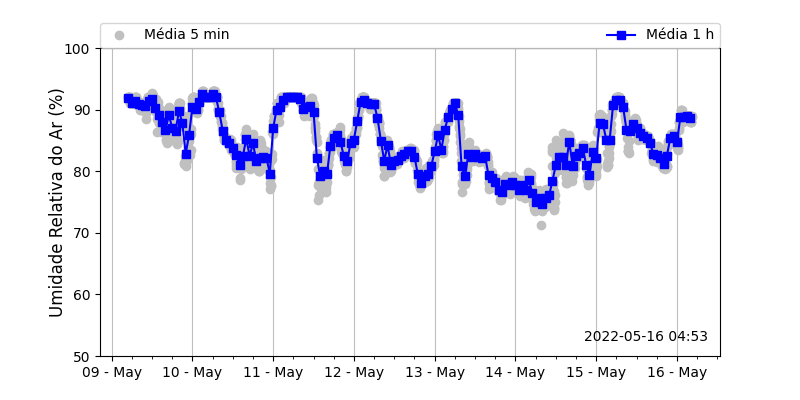 Média 5 min
Média 1 h
Umidade Relativa do Ar (%)
100
90
80
70
60
50
2022-05-16 04:53
09 - May
10 - May
11 - May
12 - May
13 - May
14 - May
15 - May
16 - May